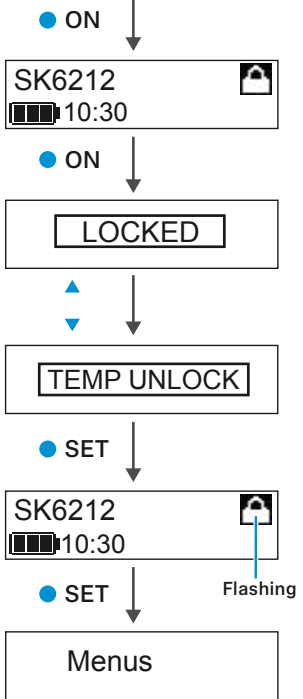 ON
SK6212
10:30
ON
LOCKED
TEMP UNLOCK
SET
SK6212
10:30
SET
Flashing
Menus